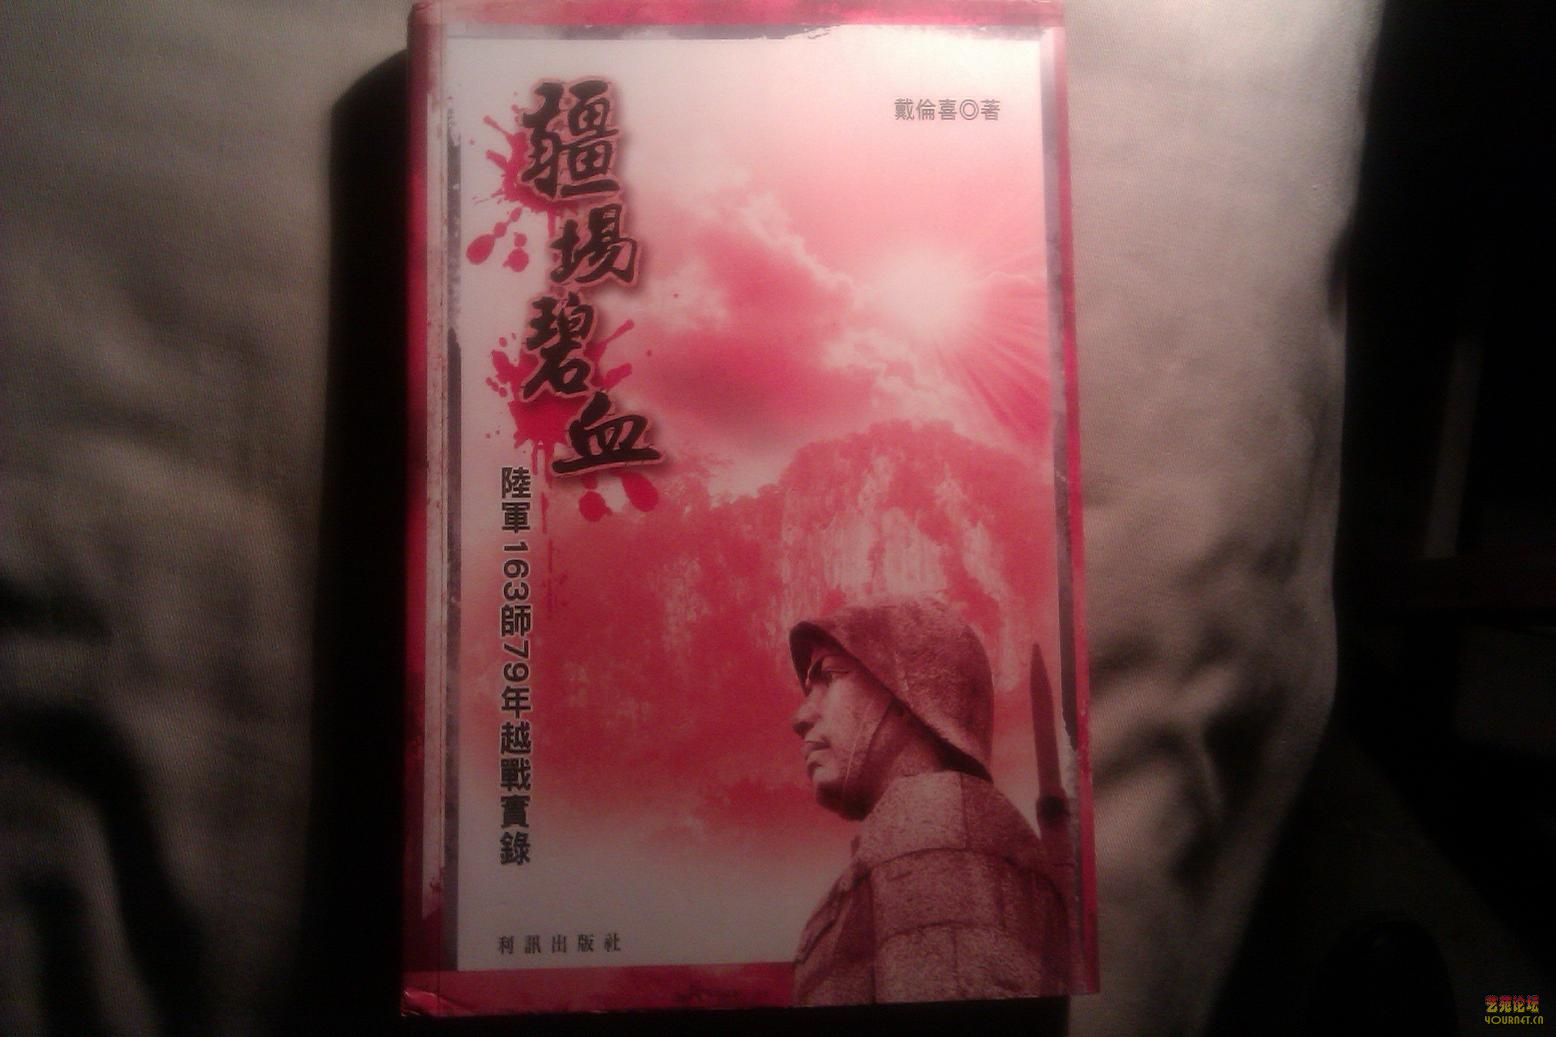 戴倫喜◎著
疆場碧血
陸軍163師79年越戰實錄
利訊出版社
艺苑论坛
YOURNET.CN